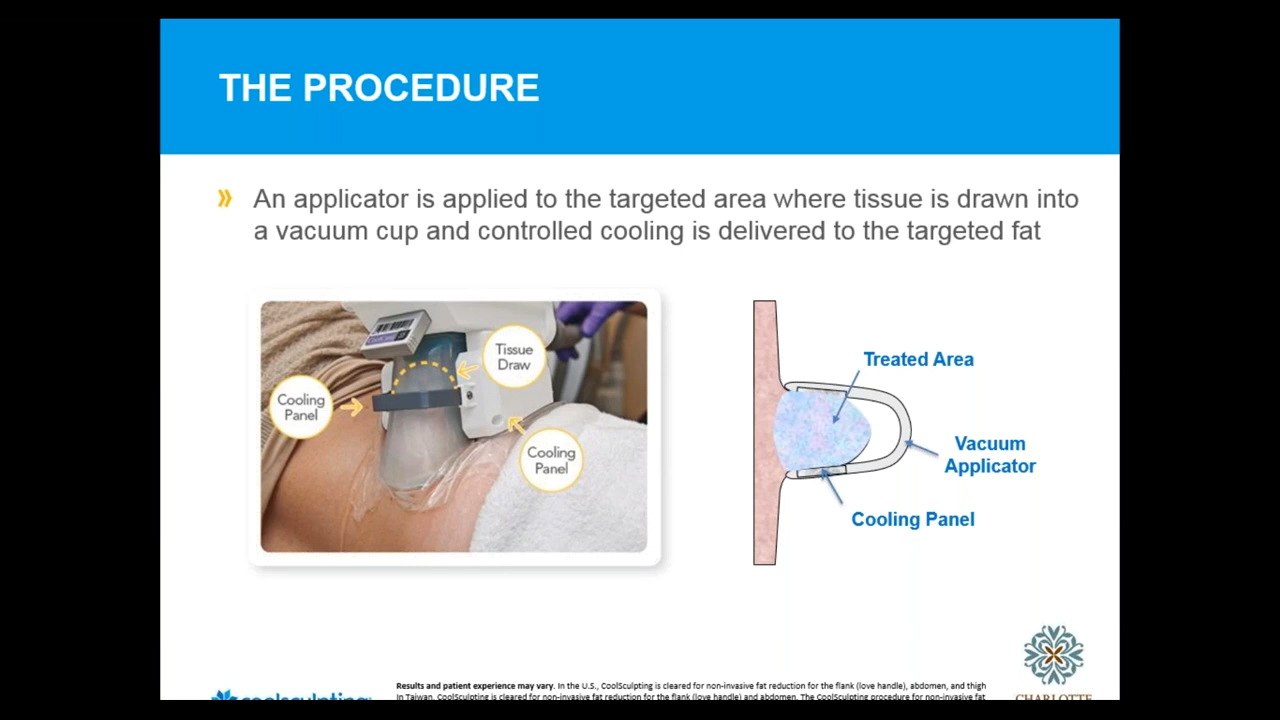 THE PROCEDURE
» An applicator is applied to the targeted area where tissue is drawn into
a vacuum cup and controlled cooling is delivered to the targeted fat
Tissue
Draw
Cooling
Panel
Cooling
Panel
Treated Area
Vacuum
Applicator
Cooling Panel
coolsculpting
Results and patient experience may vary. In the U.S., CoolSculpting is cleared for non-invasive fat reduction for the flank (love handle), abdomen, and thigh
In Taiwan, CoolSculpting is cleared for non-invasive fat reduction for the flank (love handle) and abdomen. The CoolSculpting procedure for non-invasive fat
CHARLOTTE